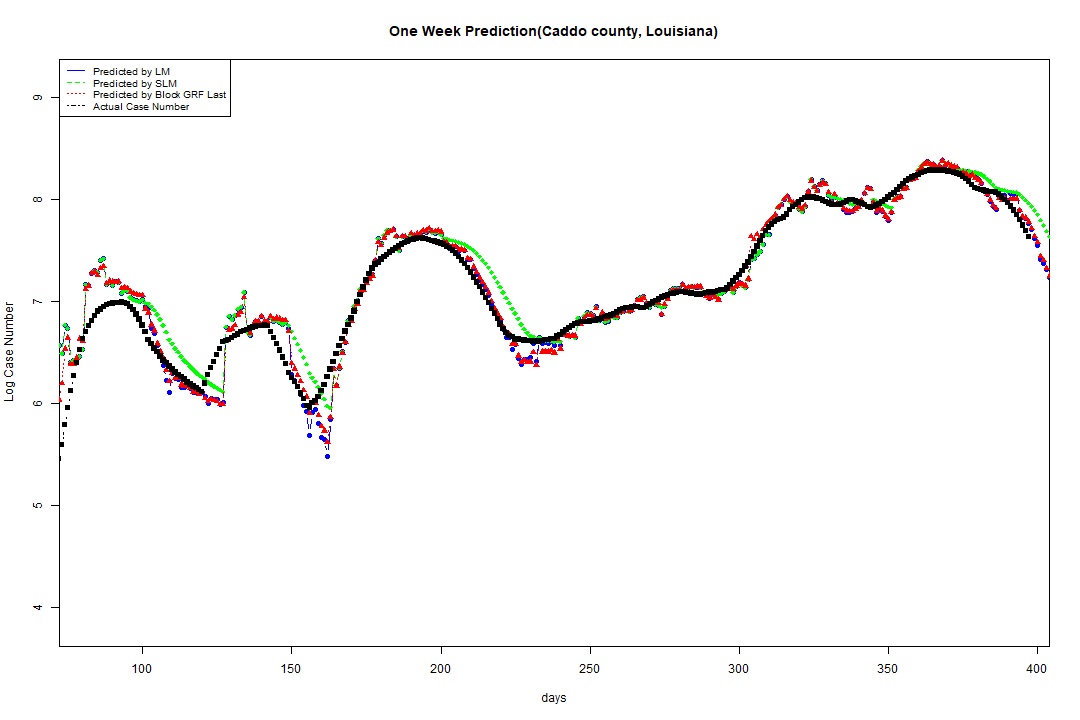 One Week Prediction(Caddo county, Louisiana)
Predicted by LM
Predicted by SLM
Predicted by Block GRF Last
Actual Case Number
9
8
7
6
5
4
Log Case Number
100 150 200 250 300 350 400
days